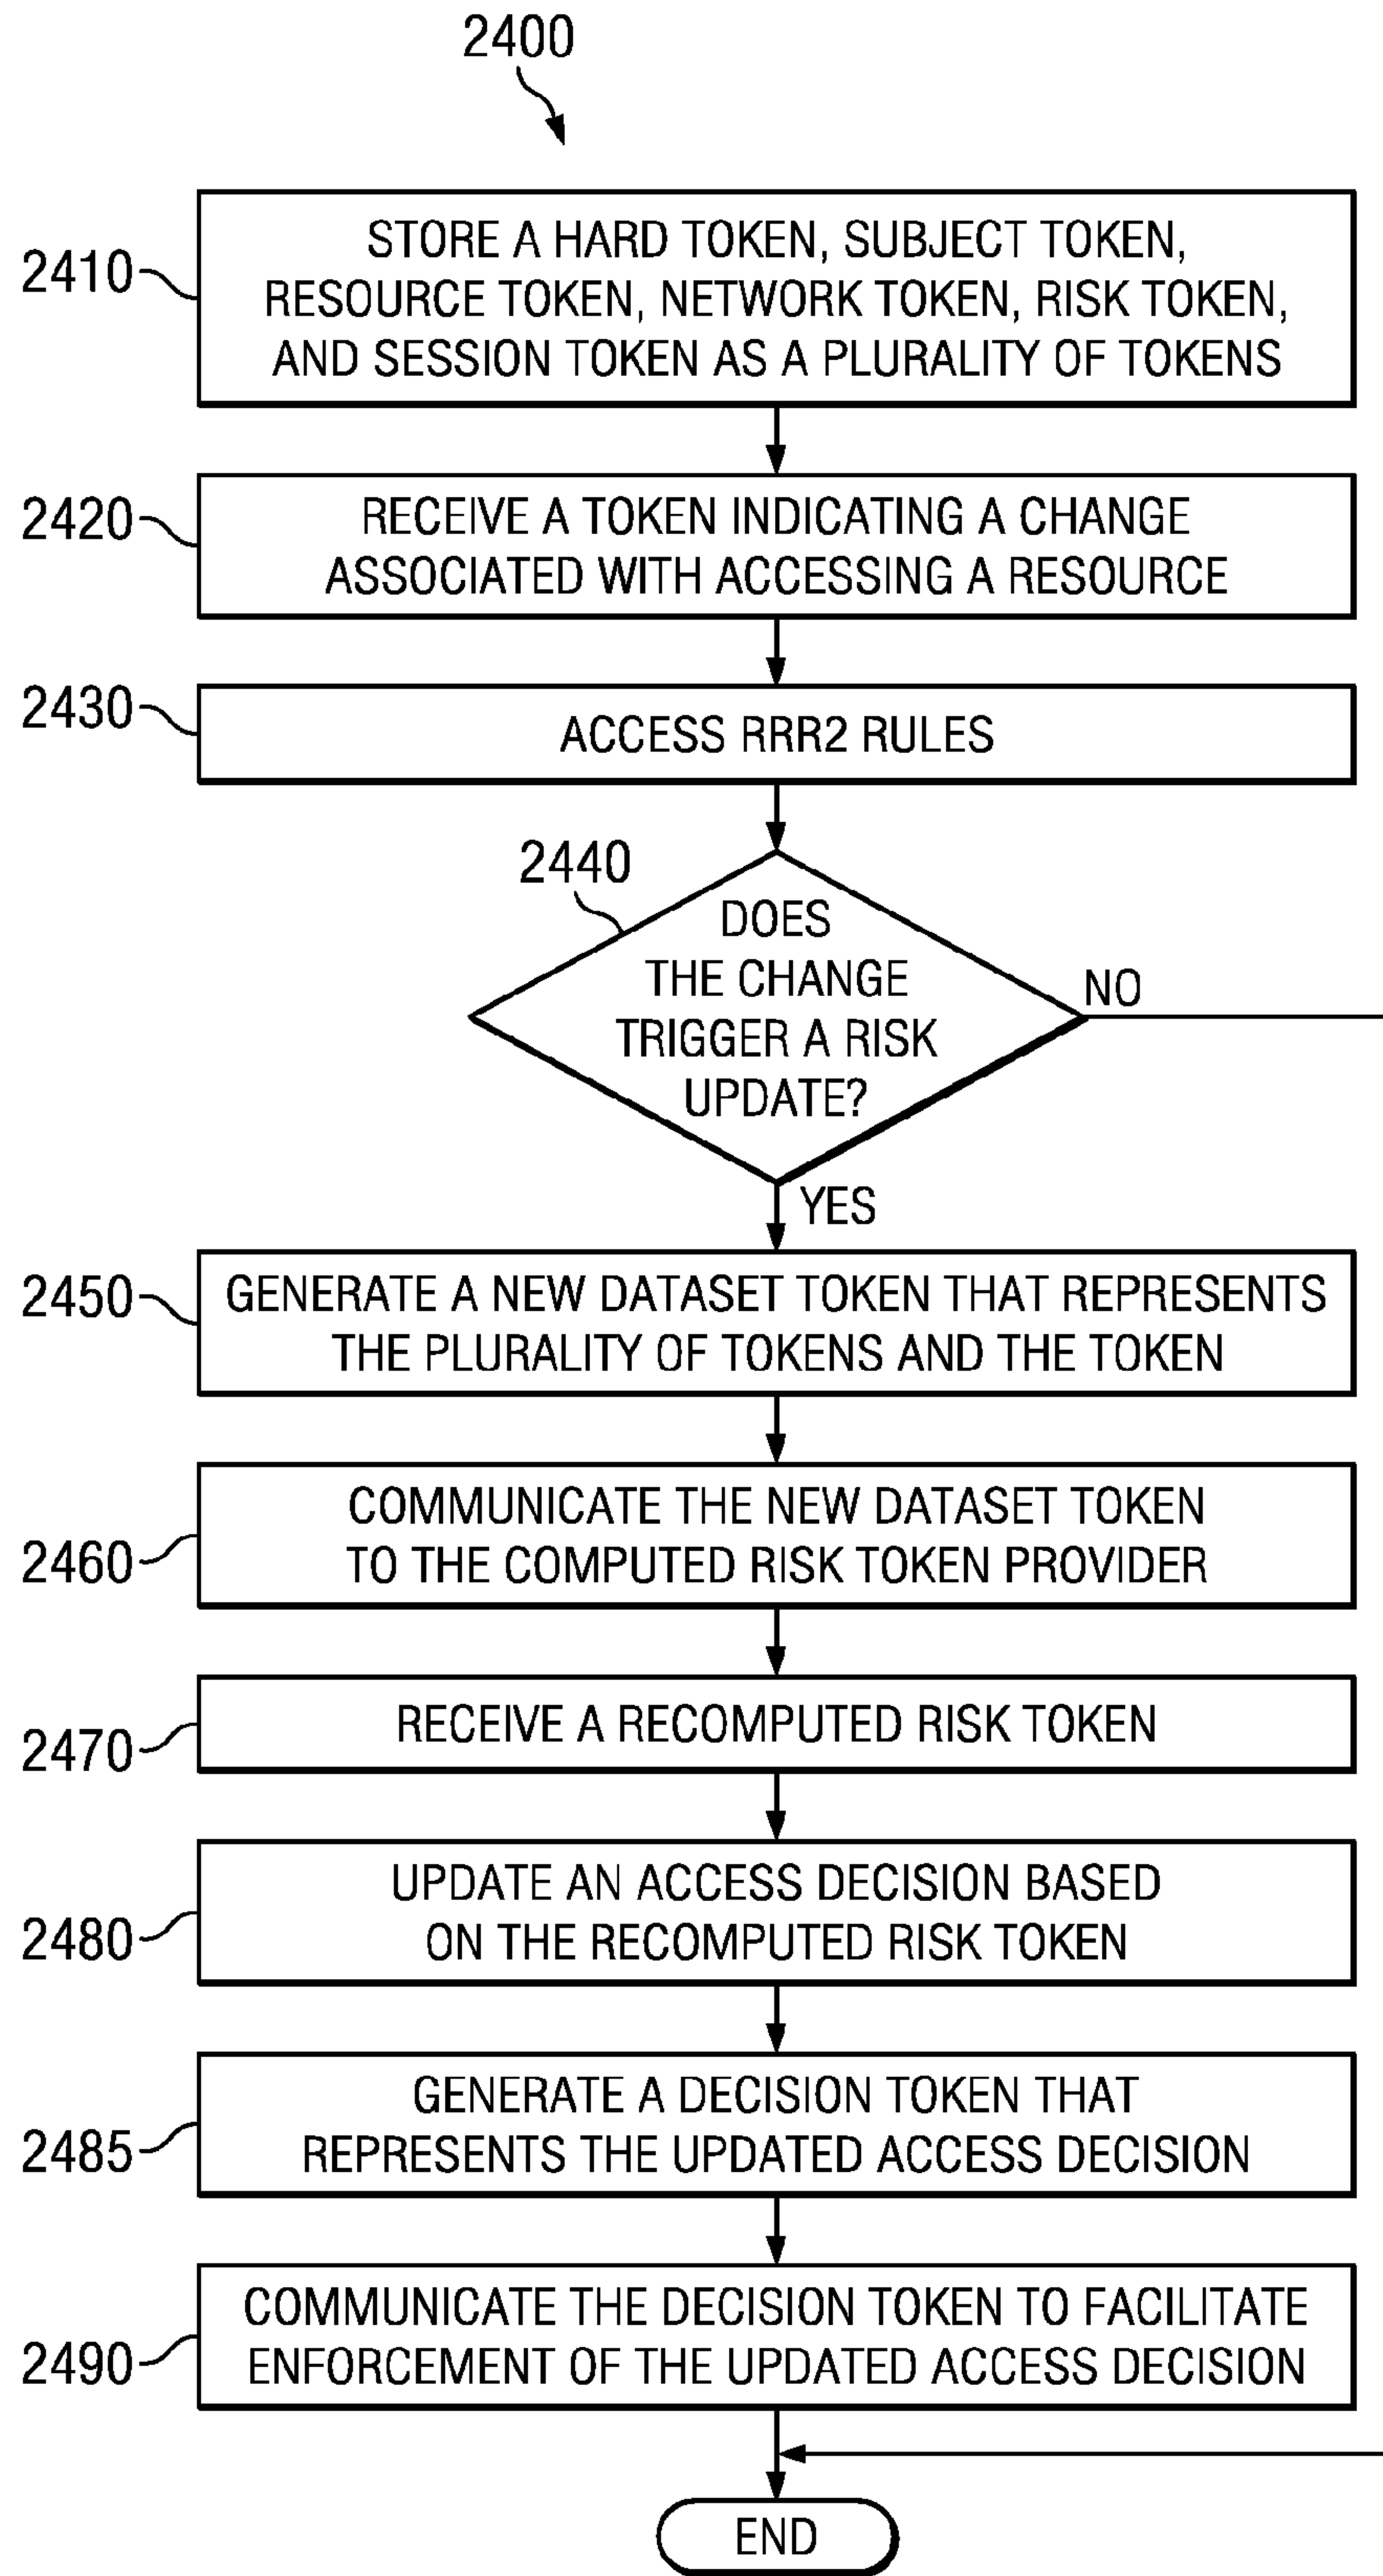 2400
2410
STORE A HARD TOKEN, SUBJECT TOKEN,
RESOURCE TOKEN, NETWORK TOKEN, RISK TOKEN,
AND SESSION TOKEN AS A PLURALITY OF TOKENS
2420
RECEIVE A TOKEN INDICATING A CHANGE
ASSOCIATED WITH ACCESSING A RESOURCE
2430
ACCESS RRR2 RULES
2440
DOES
THE CHANGE
TRIGGER A RISK
UPDATE?
NO
YES
2450
GENERATE A NEW DATASET TOKEN THAT REPRESENTS
THE PLURALITY OF TOKENS AND THE TOKEN
2460
COMMUNICATE THE NEW DATASET TOKEN
TO THE COMPUTED RISK TOKEN PROVIDER
2470
RECEIVE A RECOMPUTED RISK TOKEN
2480
UPDATE AN ACCESS DECISION BASED
ON THE RECOMPUTED RISK TOKEN
2485
GENERATE A DECISION TOKEN THAT
REPRESENTS THE UPDATED ACCESS DECISION
2490
COMMUNICATE THE DECISION TOKEN TO FACILITATE
ENFORCEMENT OF THE UPDATED ACCESS DECISION
END